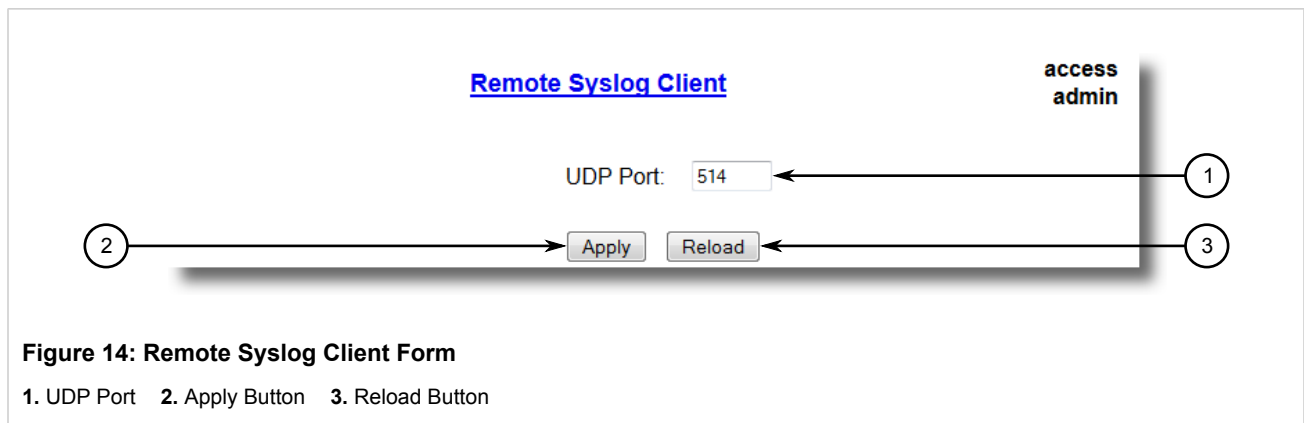 Remote Syslog Client
access
admin
UDP Port: 514
1
2
Apply Reload
3
Figure 14: Remote Syslog Client Form
1. UDP Port 2. Apply Button 3. Reload Button